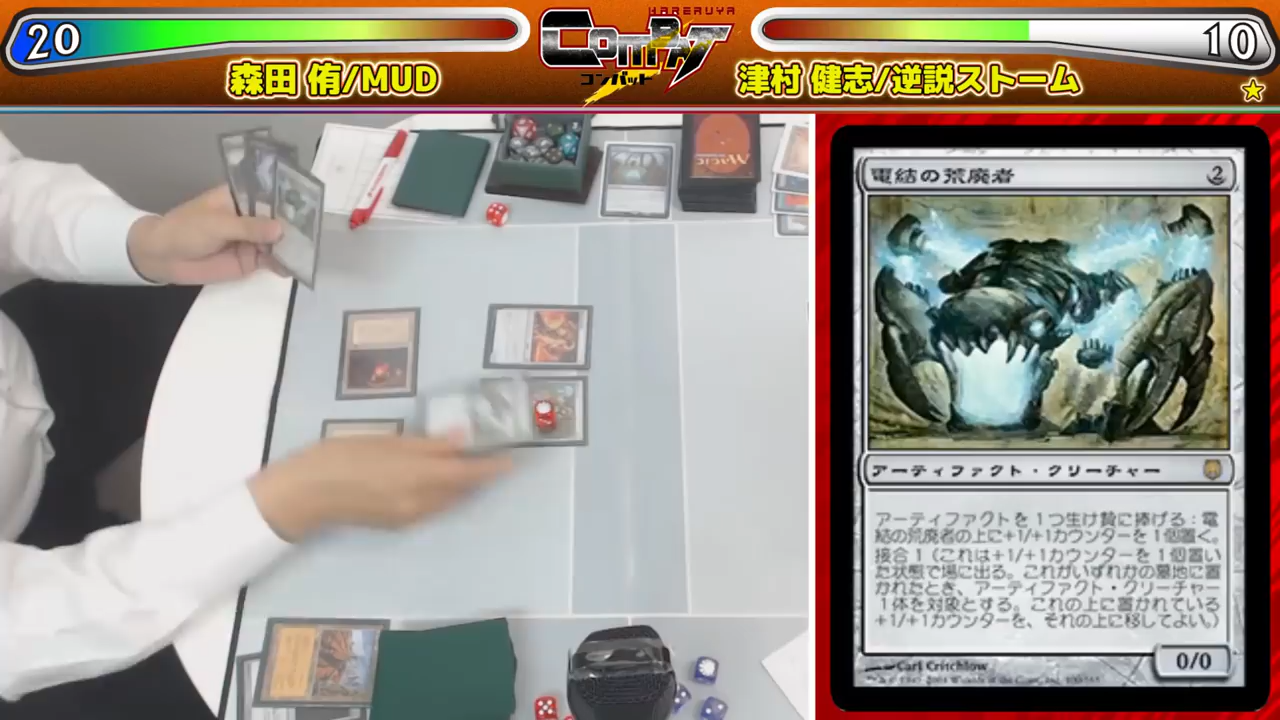 20
HARERUYA
COMPAT
コンバット
10
森田 侑/MUD
津村 健志/逆説ストーム
電結の荒廃者
2
アーティファクト・クリーチャー
アーティファクトを1つ生け贄に捧げる:電
結の荒廃者の上に+1/+1カウンターを1個置く。
接合1(これは+1/+1カウンターを1個置い
た状態で場に出る。これがいずれかの墓地に置
かれたとき、アーティファクト・クリーチャー
1体を対象とする。これの上に置かれている
+1/+1カウンターを、それの上に移してよい。)
Carl Critchlow
0/0
MAGIC